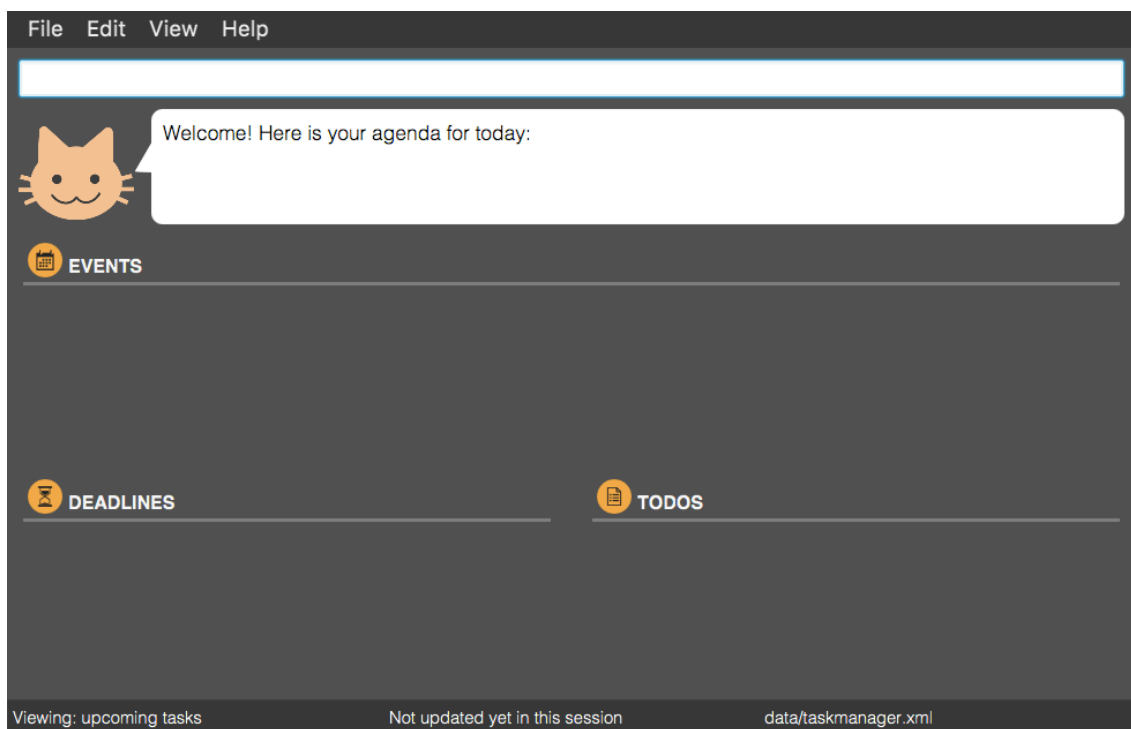 File Edit View Help
Welcome! Here is your agenda for today:
EVENTS
DEADLINES
TODOS
Viewing: upcoming tasks
Not updated yet in this session
data/taskmanager.xml